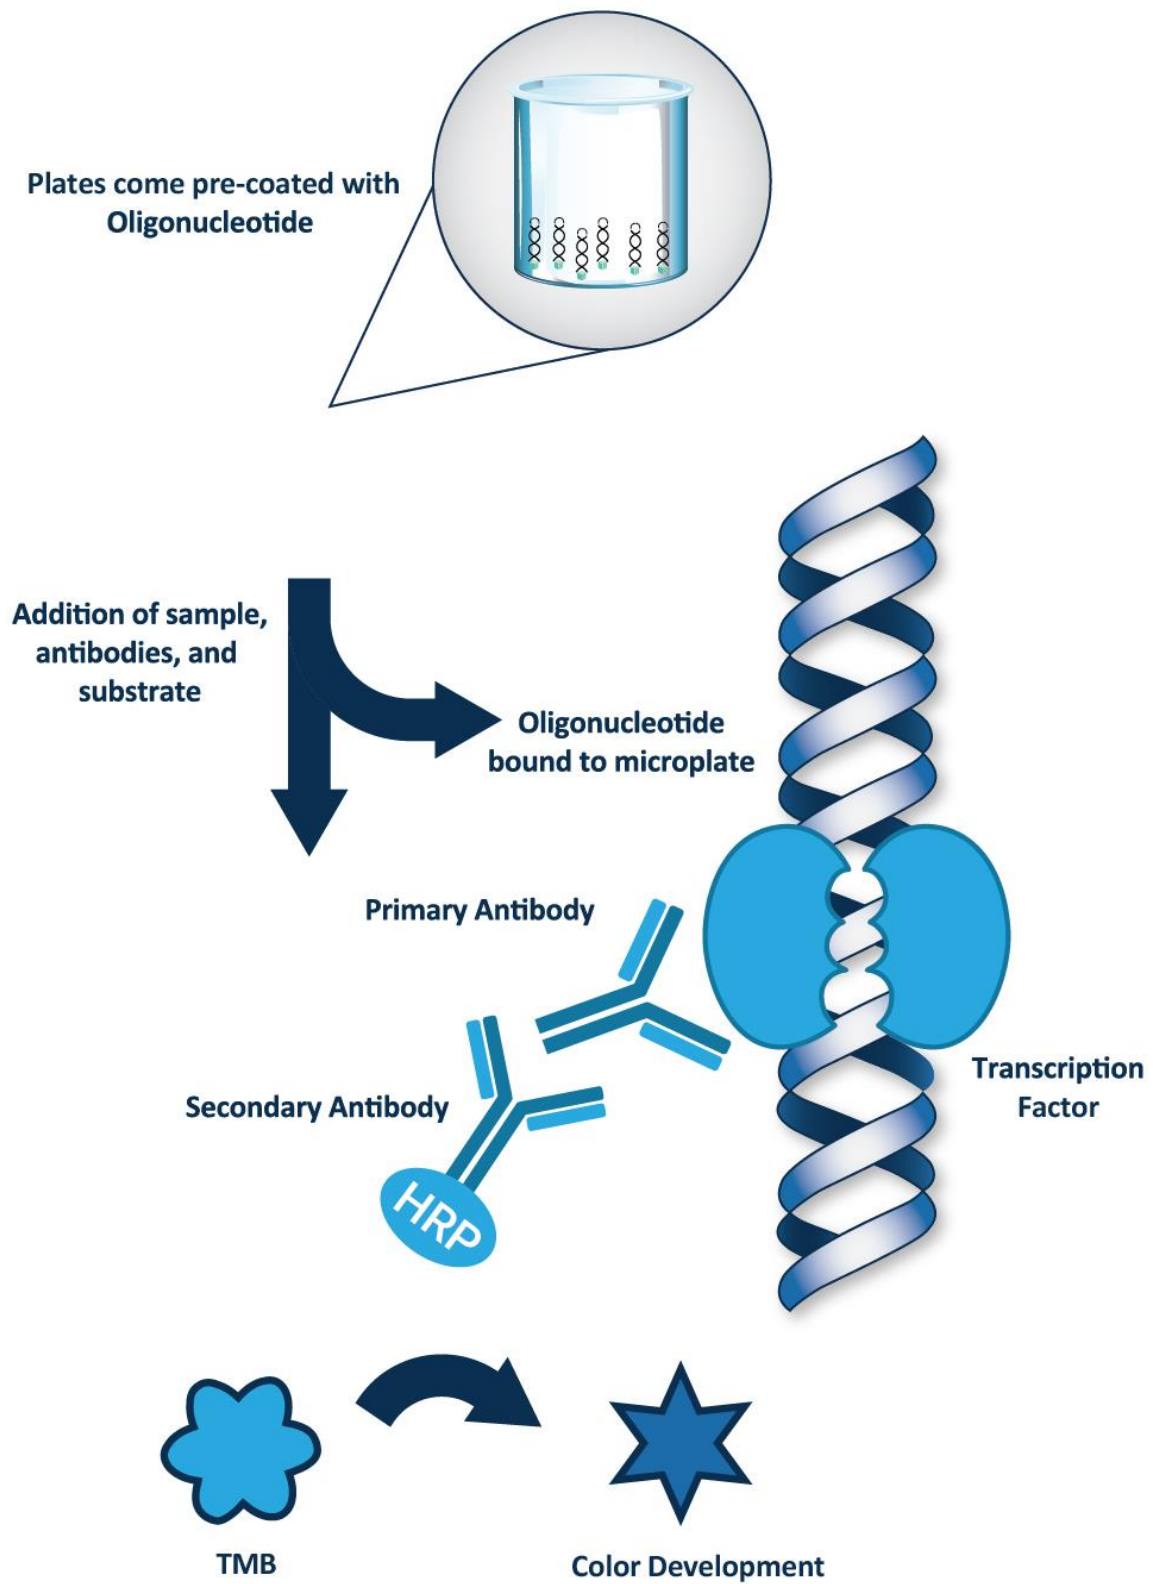 Plates come pre-coated with
Oligonucleotide
Addition of sample,
antibodies, and
substrate
Oligonucleotide
bound to microplate
Primary Antibody
Transcription
Factor
Secondary Antibody
HRP
TMB
Color Development